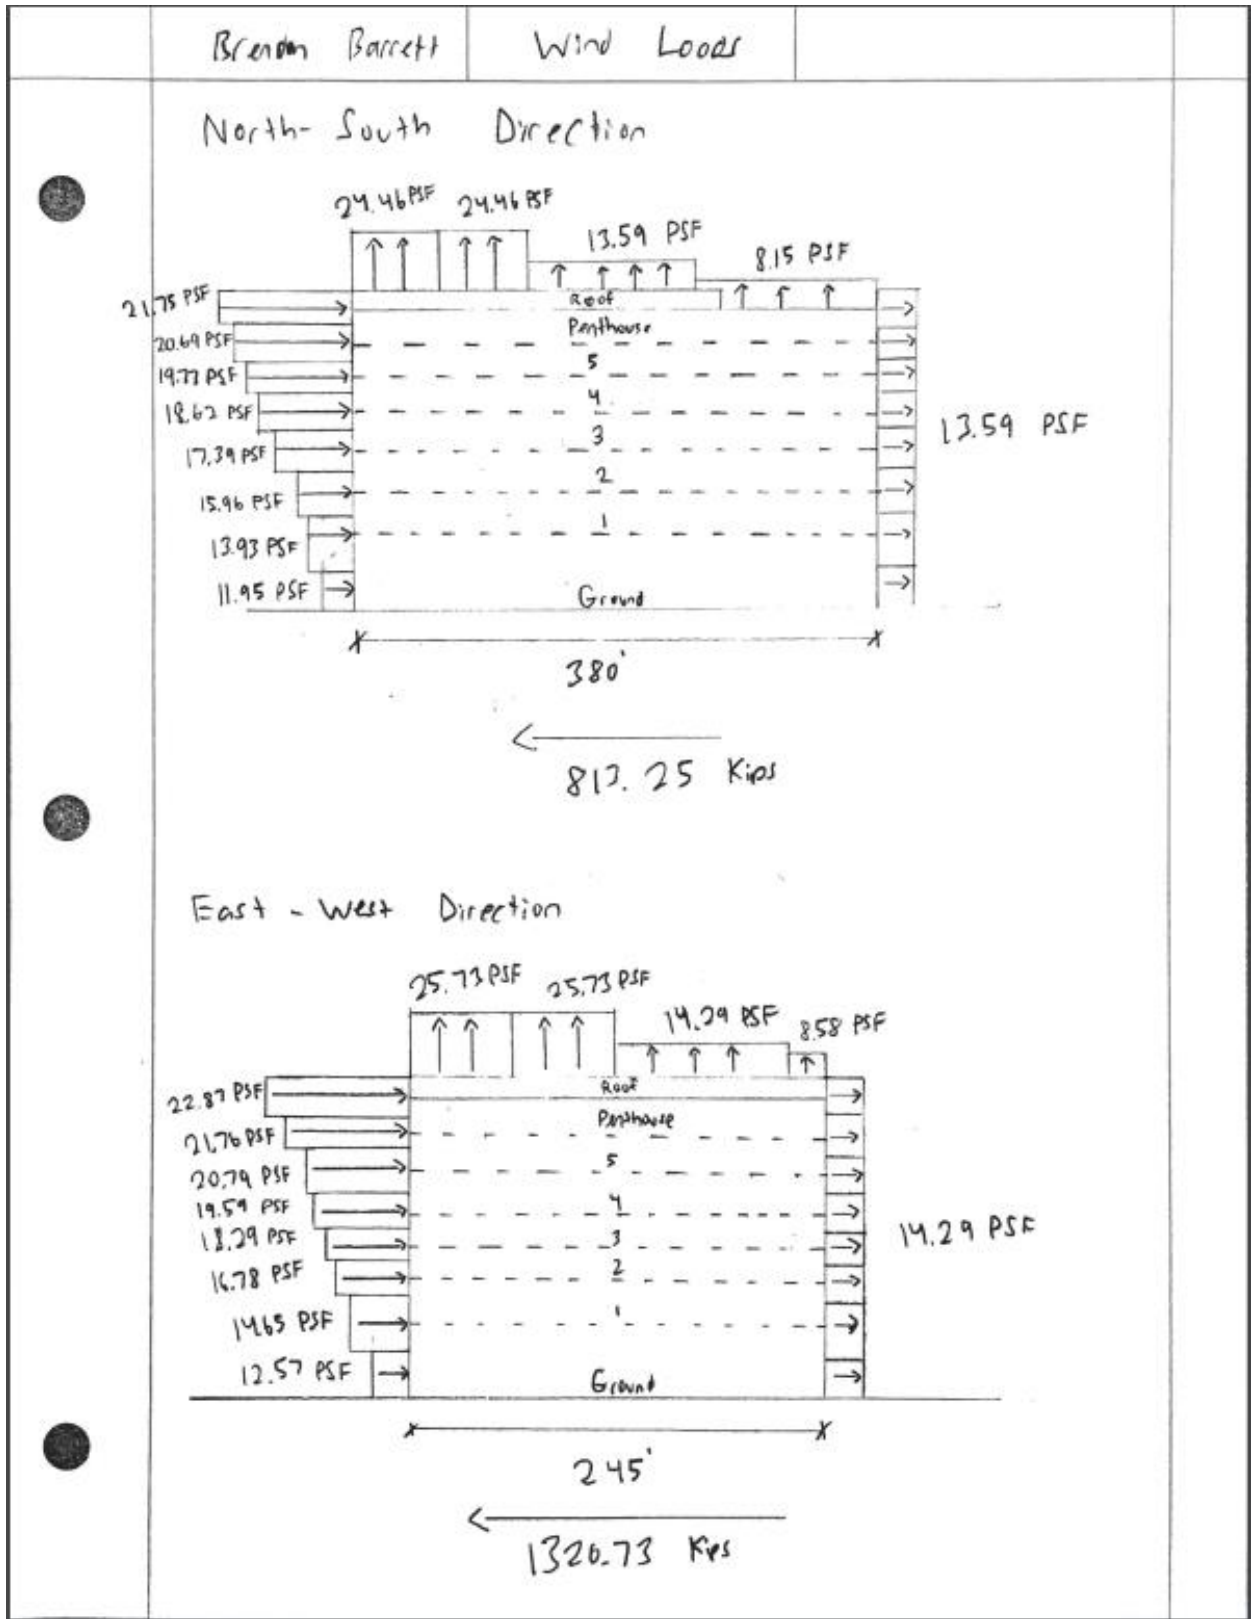 Brendan Barrett Wind Loads
North-South Direction
24.46 PSF 24.46 PSF
13.59 PSF
8.15 PSF
21.75 PSF
Roof
Penthouse
20.69 PSF
5
19.77 PSF
4
18.62 PSF
3
13.59 PSF
17.39 PSF
2
15.96 PSF
1
13.93 PSF
11.95 PSF
Ground
380'
813.25 Kips
East-West Direction
25.73 PSF 25.73 PSF
14.29 PSF
8.58 PSF
22.87 PSF
Roof
Penthouse
21.76 PSF
5
20.79 PSF
4
19.59 PSF
3
14.29 PSF
18.29 PSF
2
16.78 PSF
1
14.65 PSF
12.57 PSF
Ground
245'
1320.73 Kips